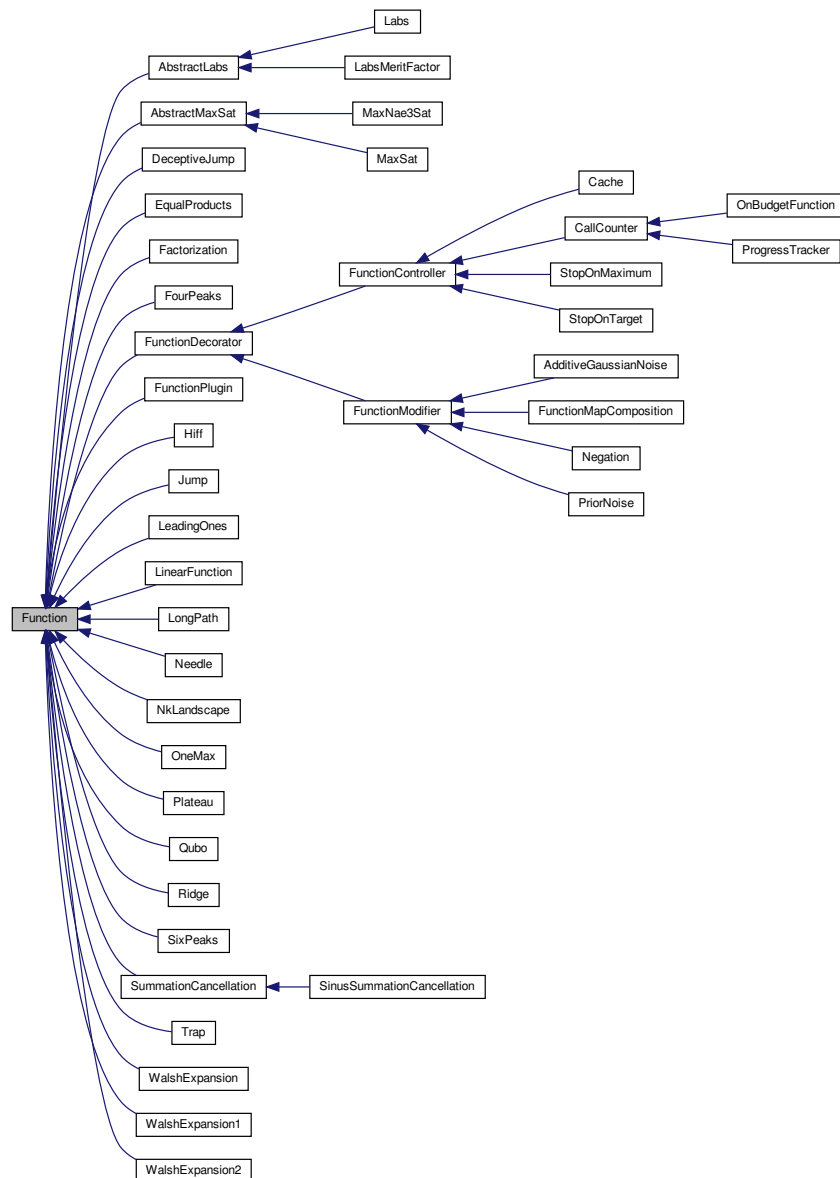 Labs
AbstractLabs
LabsMeritFactor
AbstractMaxSat
MaxNae3Sat
DeceptiveJump
MaxSat
Cache
EqualProducts
OnBudgetFunction
CallCounter
Factorization
ProgressTracker
FunctionController
StopOnMaximum
FourPeaks
StopOnTarget
FunctionDecorator
AdditiveGaussianNoise
FunctionPlugin
FunctionModifier
FunctionMapComposition
Hiff
Negation
Jump
PriorNoise
LeadingOnes
LinearFunction
Function
LongPath
Needle
NkLandscape
OneMax
Plateau
Qubo
Ridge
SixPeaks
SummationCancellation
SinusSummationCancellation
Trap
WalshExpansion
WalshExpansion1
WalshExpansion2